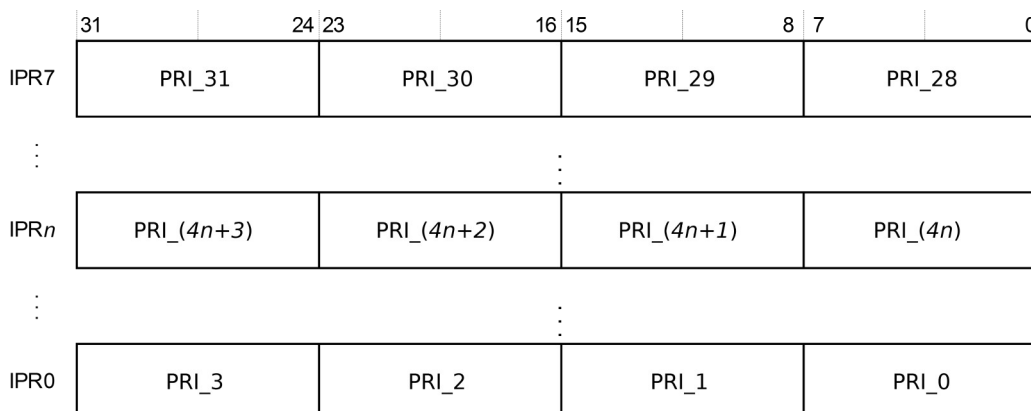 31 24 23 16 15 8 7 0
IPR7 PRI_31 PRI_30 PRI_29 PRI_28
IPRn PRI_(4n+3) PRI_(4n+2) PRI_(4n+1) PRI_(4n)
IPR0 PRI_3 PRI_2 PRI_1 PRI_0